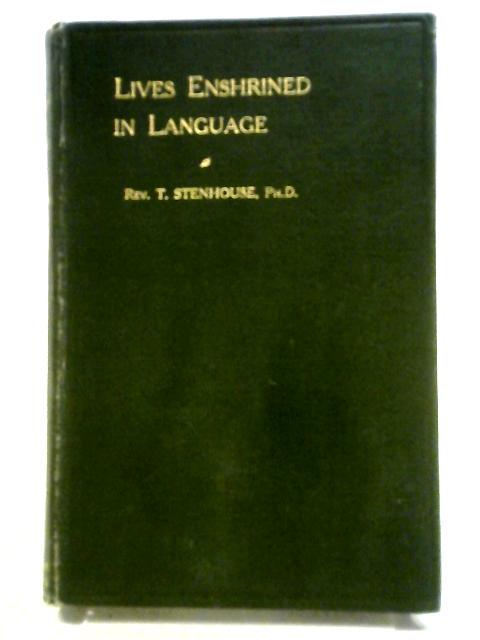 LIVES ENSHRINED
IN LANGUAGE
REV. T. STENHOUSE, PH.D.